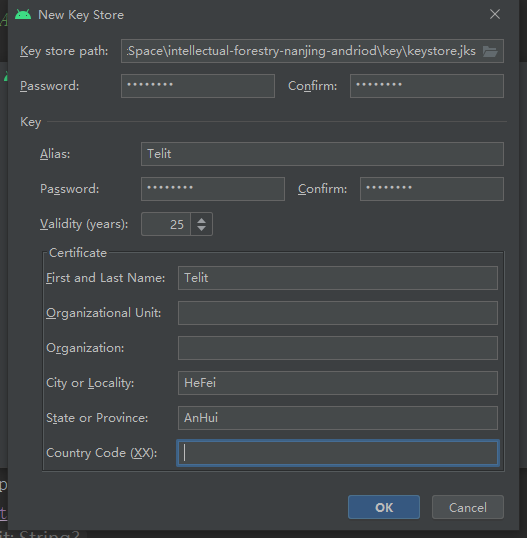 New Key Store
Key store path: :Space\intellectual-forestry-nanjing-andriod\key\keystore.jks
Password: •••••••• Confirm: ••••••••
Key
Alias: Telit
Password: •••••••• Confirm: ••••••••
Validity (years): 25
Certificate
First and Last Name: Telit
Organizational Unit:
Organization:
City or Locality: HeFei
State or Province: AnHui
Country Code (XX):
OK Cancel
it: String?